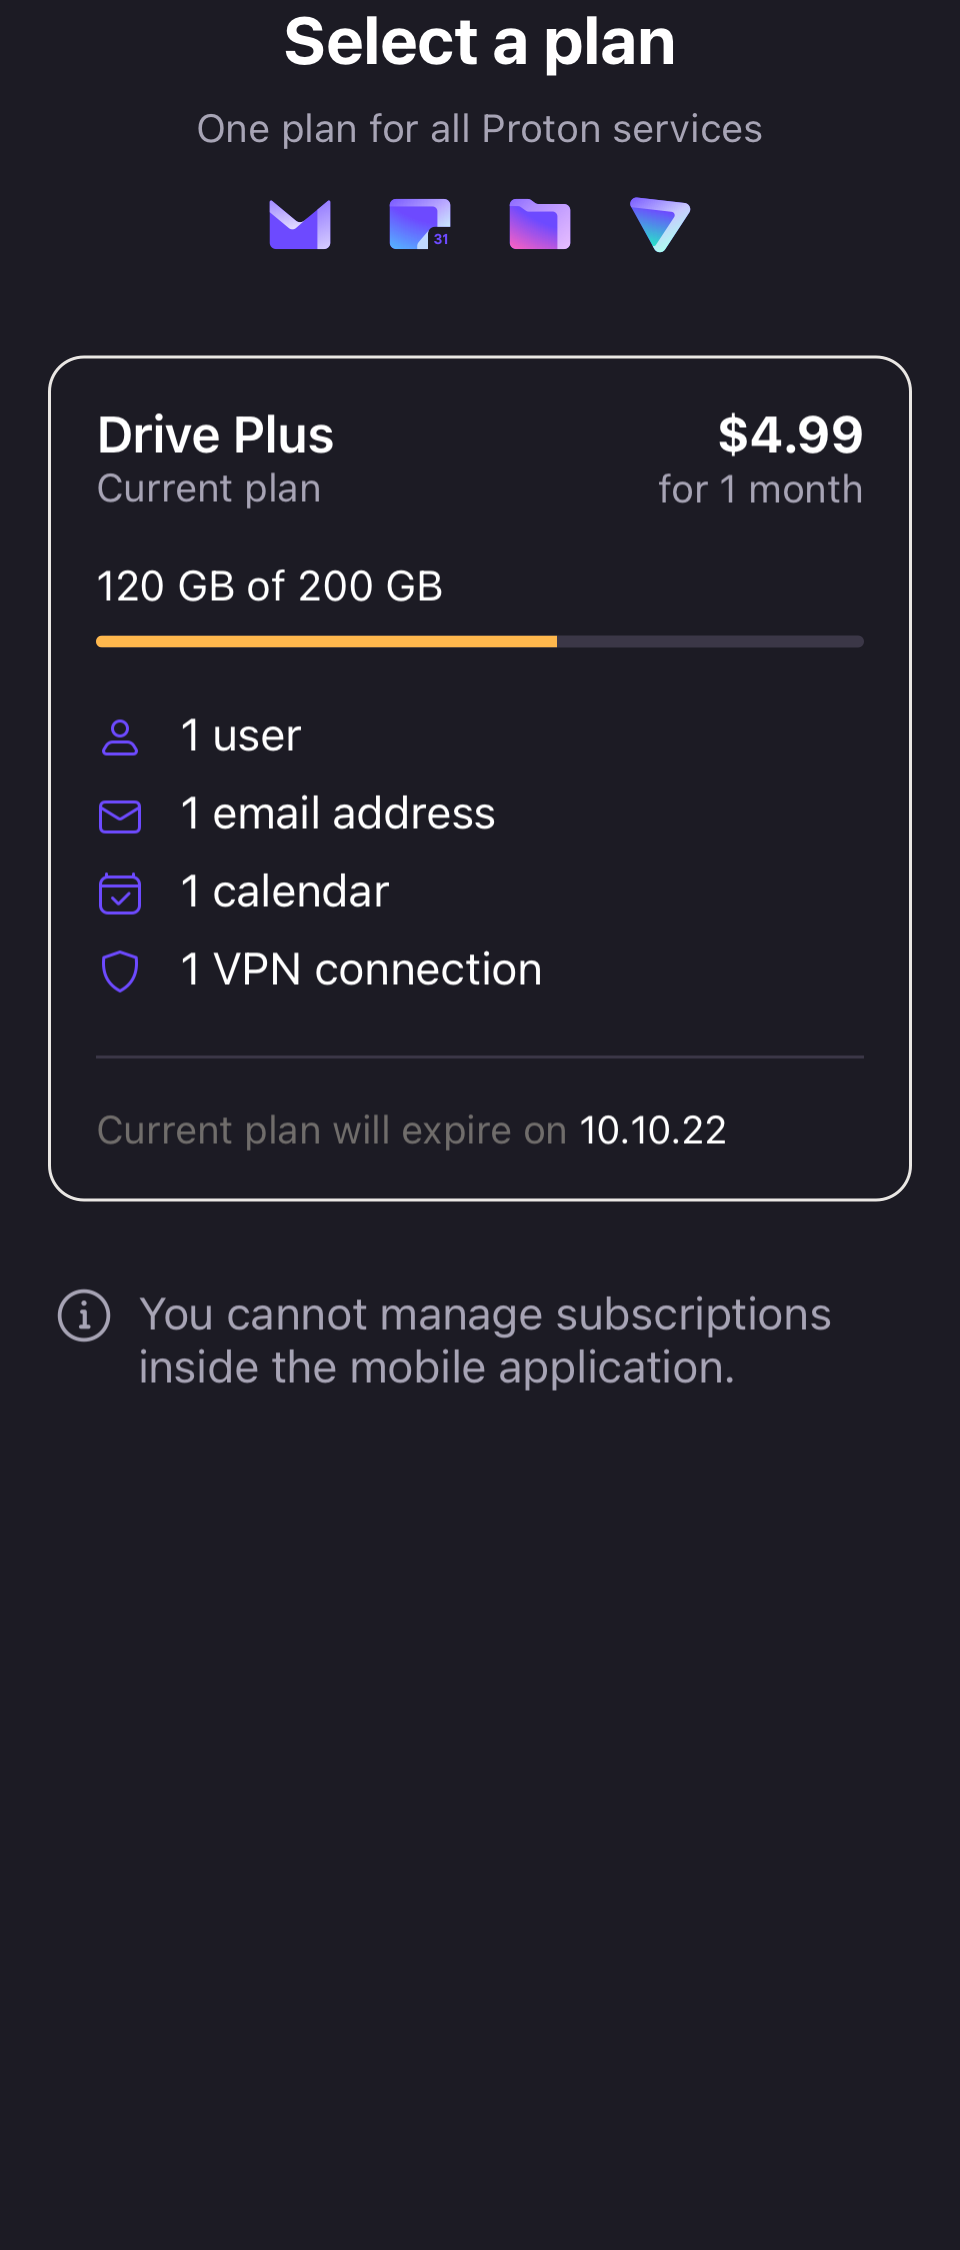 Select a plan
One plan for all Proton services
31
Drive Plus
$4.99
Current plan
for 1 month
120 GB of 200 GB
1 user
1 email address
1 calendar
1 VPN connection
Current plan will expire on 10.10.22
You cannot manage subscriptions
inside the mobile application.